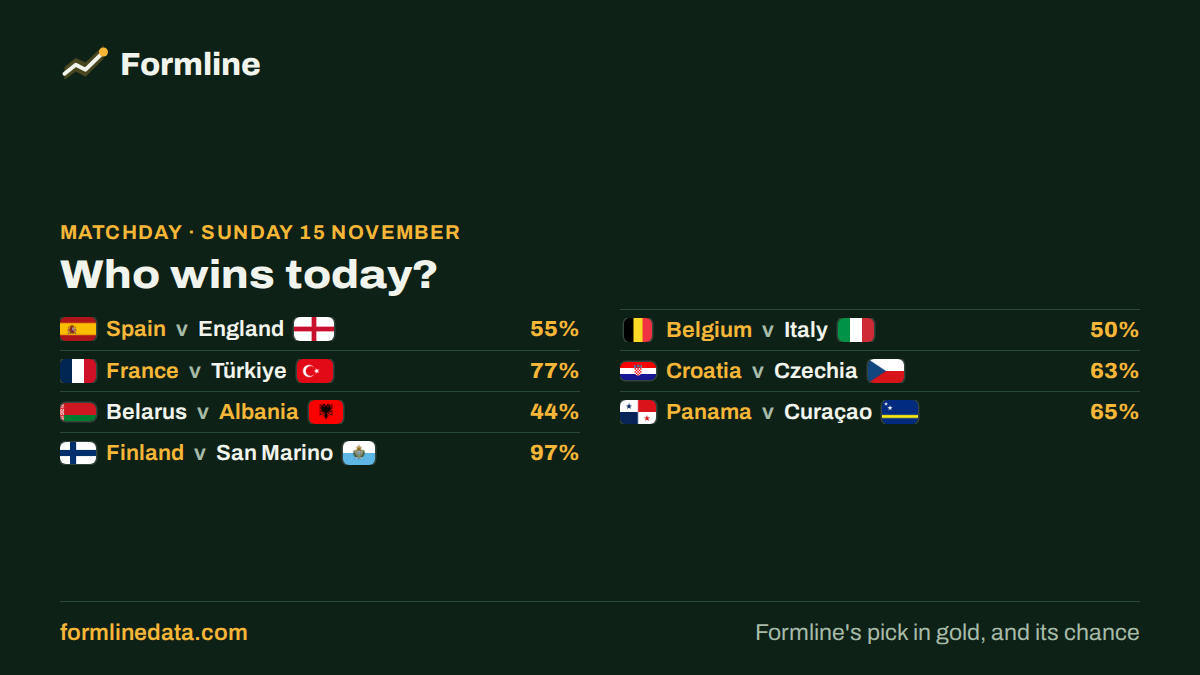 Formline
MATCHDAY · SUNDAY 15 NOVEMBER
Who wins today?
Spain v England 55%
France v Türkiye 77%
Belarus v Albania 44%
Finland v San Marino 97%
Belgium v Italy 50%
Croatia v Czechia 63%
Panama v Curaçao 65%
formlinedata.com
Formline's pick in gold, and its chance